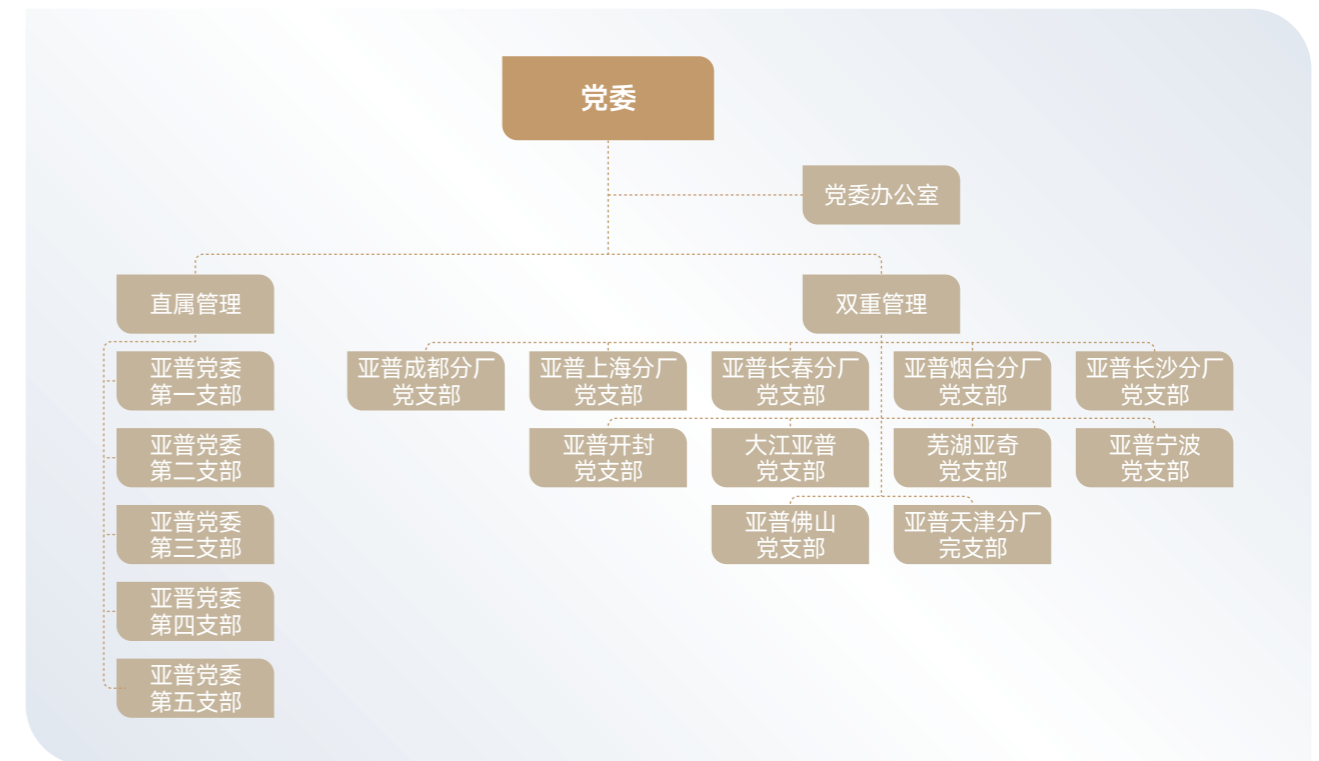 党委
党委办公室
直属管理
双重管理
亚普党委
第一支部
亚普成都分厂
党支部
亚普上海分厂
党支部
亚普长春分厂
党支部
亚普烟台分厂
党支部
亚普长沙分厂
党支部
亚普党委
第二支部
亚普开封
党支部
大江亚普
党支部
芜湖亚奇
党支部
亚普宁波
党支部
亚普党委
第三支部
亚普佛山
党支部
亚普天津分厂
完支部
亚晋党委
第四支部
亚普党委
第五支部